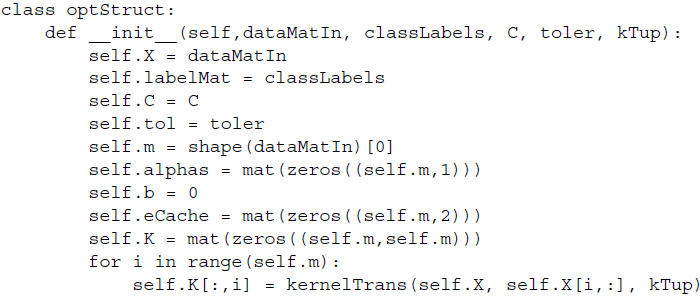 class optStruct:
    def __init__(self,dataMatIn, classLabels, C, toler, kTup):
        self.X = dataMatIn
        self.labelMat = classLabels
        self.C = C
        self.tol = toler
        self.m = shape(dataMatIn)[0]
        self.alphas = mat(zeros((self.m,1)))
        self.b = 0
        self.eCache = mat(zeros((self.m,2)))
        self.K = mat(zeros((self.m,self.m)))
        for i in range(self.m):
            self.K[:,i] = kernelTrans(self.X, self.X[i,:], kTup)